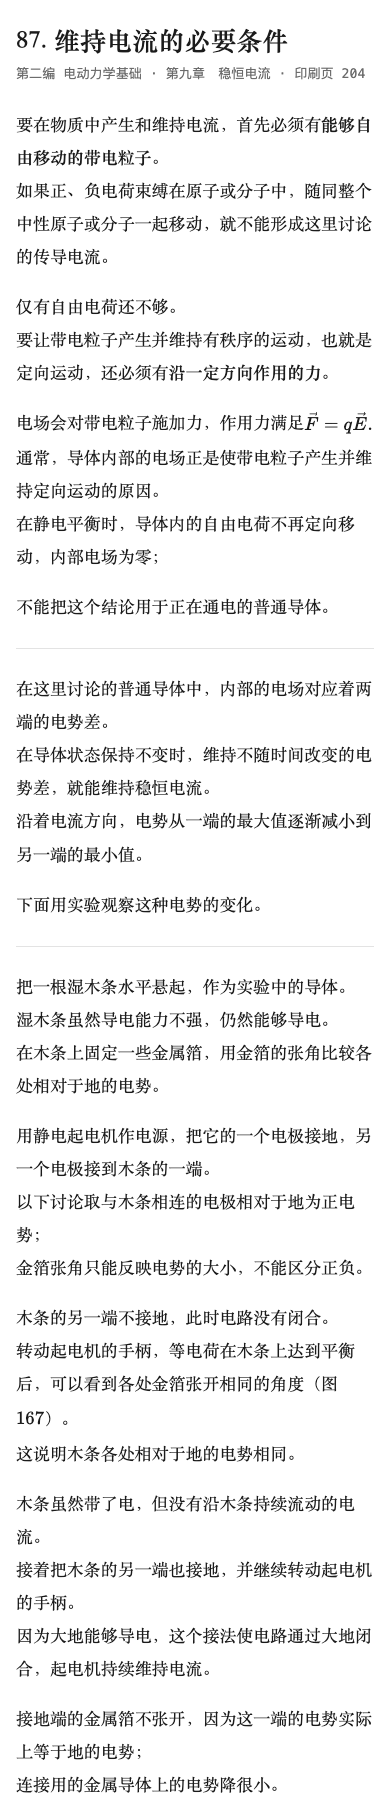 87. 维持电流的必要条件
第二编 电动力学基础 · 第九章 稳恒电流 · 印刷页 204
要在物质中产生和维持电流，首先必须有能够自
由移动的带电粒子。
如果正、负电荷束缚在原子或分子中，随同整个
中性原子或分子一起移动，就不能形成这里讨论
的传导电流。
仅有自由电荷还不够。
要让带电粒子产生并维持有秩序的运动，也就是
定向运动，还必须有沿一定方向作用的力。
电场会对带电粒子施加力，作用力满足$\vec{F} = q\vec{E}$.
通常，导体内部的电场正是使带电粒子产生并维
持定向运动的原因。
在静电平衡时，导体内的自由电荷不再定向移
动，内部电场为零；
不能把这个结论用于正在通电的普通导体。
在这里讨论的普通导体中，内部的电场对应着两
端的电势差。
在导体状态保持不变时，维持不随时间改变的电
势差，就能维持稳恒电流。
沿着电流方向，电势从一端的最大值逐渐减小到
另一端的最小值。
下面用实验观察这种电势的变化。
把一根湿木条水平悬起，作为实验中的导体。
湿木条虽然导电能力不强，仍然能够导电。
在木条上固定一些金属箔，用金箔的张角比较各
处相对于地的电势。
用静电起电机作电源，把它的一个电极接地，另
一个电极接到木条的一端。
以下讨论取与木条相连的电极相对于地为正电
势；
金箔张角只能反映电势的大小，不能区分正负。
木条的另一端不接地，此时电路没有闭合。
转动起电机的手柄，等电荷在木条上达到平衡
后，可以看到各处金箔张开相同的角度（图
167）。
这说明木条各处相对于地的电势相同。
木条虽然带了电，但没有沿木条持续流动的电
流。
接着把木条的另一端也接地，并继续转动起电机
的手柄。
因为大地能够导电，这个接法使电路通过大地闭
合，起电机持续维持电流。
接地端的金属箔不张开，因为这一端的电势实际
上等于地的电势；
连接用的金属导体上的电势降很小。